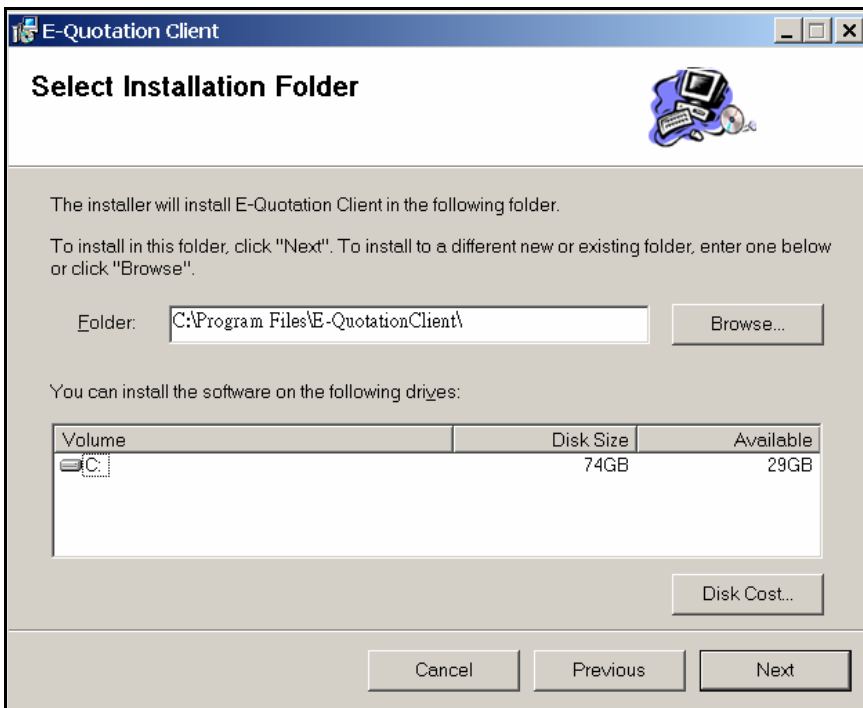 E-Quotation Client
Select Installation Folder
The installer will install E-Quotation Client in the following folder.
To install in this folder, click "Next". To install to a different new or existing folder, enter one below
or click "Browse".
Folder: C:\Program Files\E-QuotationClient\ Browse...
You can install the software on the following drives:
Volume Disk Size Available
C: 74GB 29GB
Disk Cost...
Cancel Previous Next